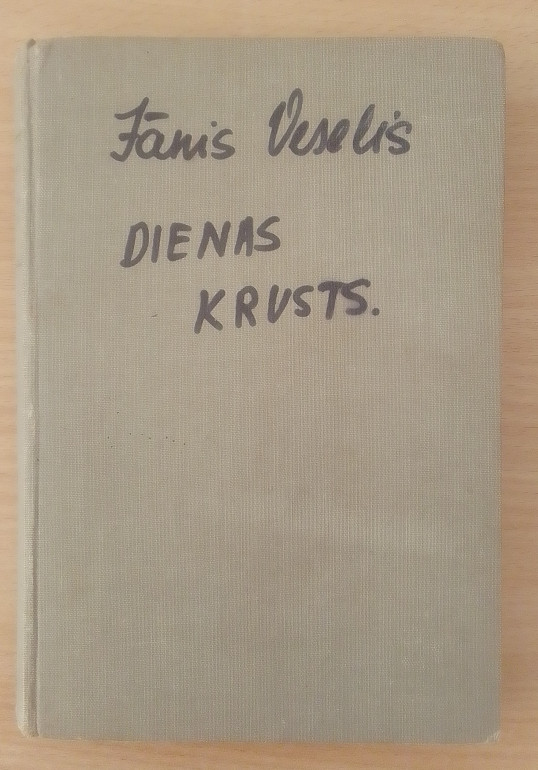 Jānis Veselis
DIENAS
KRUSTS.